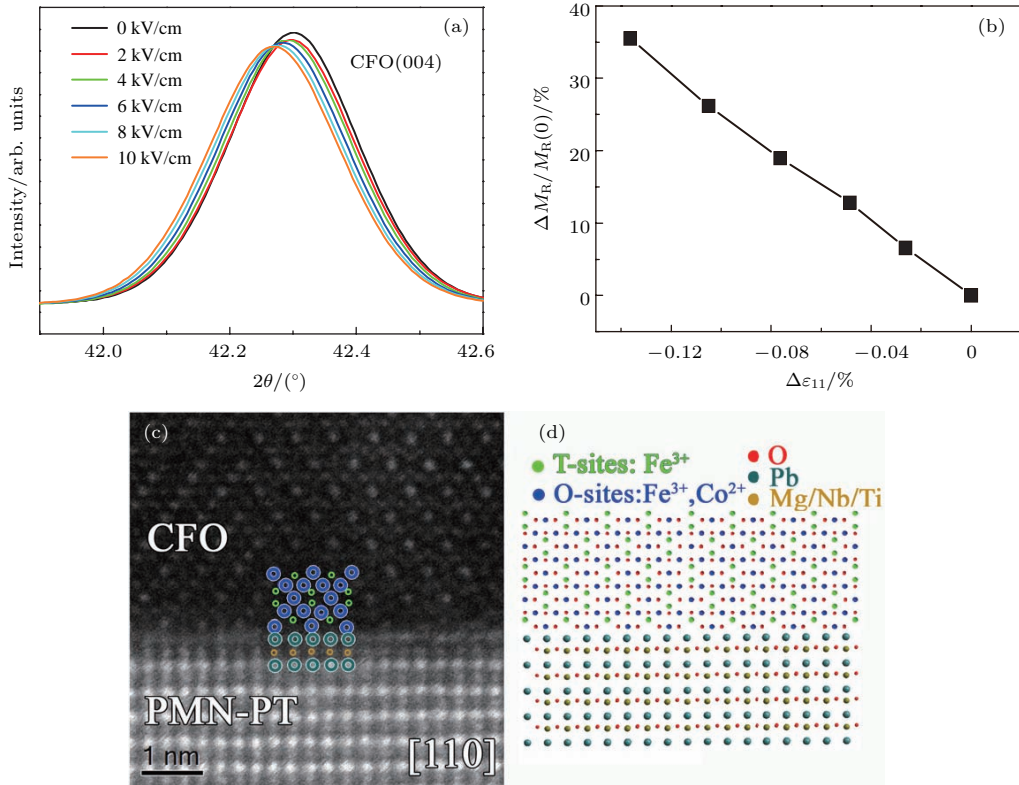 (a)
0 kV/cm
2 kV/cm
4 kV/cm
6 kV/cm
8 kV/cm
10 kV/cm
CFO(004)
Intensity/arb. units
42.0 42.2 42.4 42.6
2θ/(°)
(b)
40
35
30
20
10
0
ΔM_R/M_R(0)/%
−0.12 −0.08 −0.04 0
Δε₁₁/%
(c)
CFO
PMN-PT
1 nm
[110]
(d)
T-sites: Fe³⁺
O-sites:Fe³⁺,Co²⁺
O
Pb
Mg/Nb/Ti